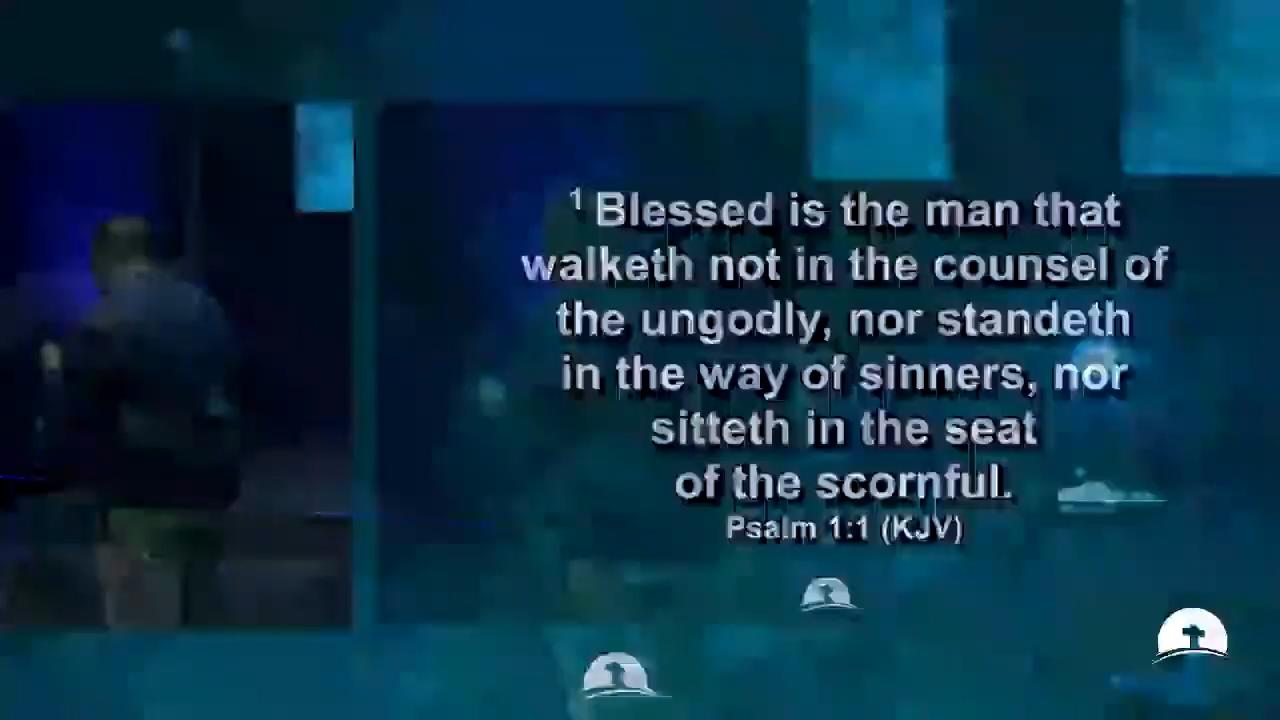 1 Blessed is the man that
walketh not in the counsel of
the ungodly, nor standeth
in the way of sinners, nor
sitteth in the seat
of the scornful.
Psalm 1:1 (KJV)